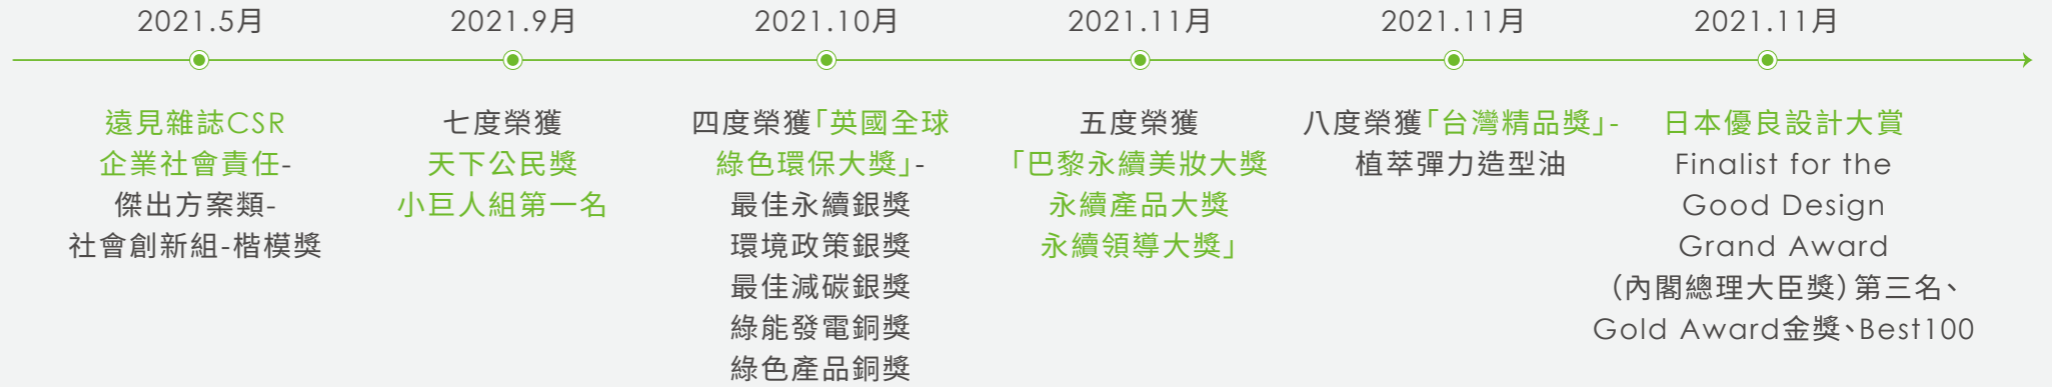 2021.5月
遠見雜誌CSR
企業社會責任-
傑出方案類-
社會創新組-楷模獎
2021.9月
七度榮獲
天下公民獎
小巨人組第一名
2021.10月
四度榮獲「英國全球
綠色環保大獎」-
最佳永續銀獎
環境政策銀獎
最佳減碳銀獎
綠能發電銅獎
綠色產品銅獎
2021.11月
五度榮獲
「巴黎永續美妝大獎
永續產品大獎
永續領導大獎」
2021.11月
八度榮獲「台灣精品獎」-
植萃彈力造型油
2021.11月
日本優良設計大賞
Finalist for the
Good Design
Grand Award
（內閣總理大臣獎）第三名、
Gold Award金獎、Best100